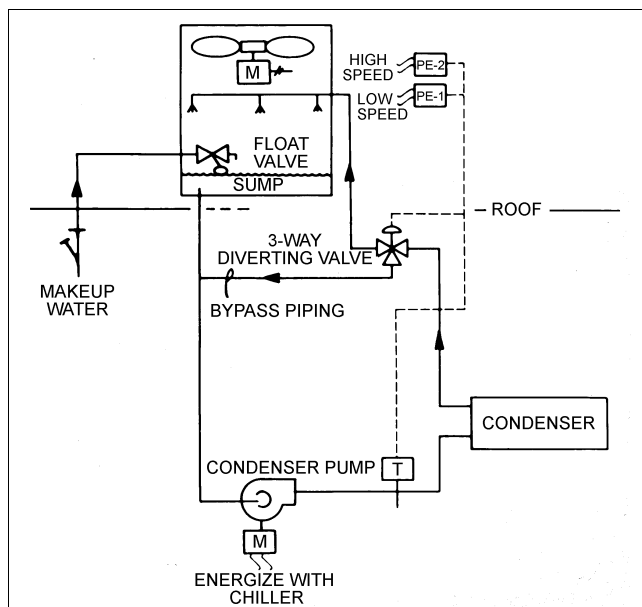 HIGH
SPEED
PE-2
M
LOW
SPEED
PE-1
FLOAT
VALVE
SUMP
ROOF
3-WAY
DIVERTING VALVE
MAKEUP
WATER
BYPASS PIPING
CONDENSER
CONDENSER PUMP
T
M
ENERGIZE WITH
CHILLER